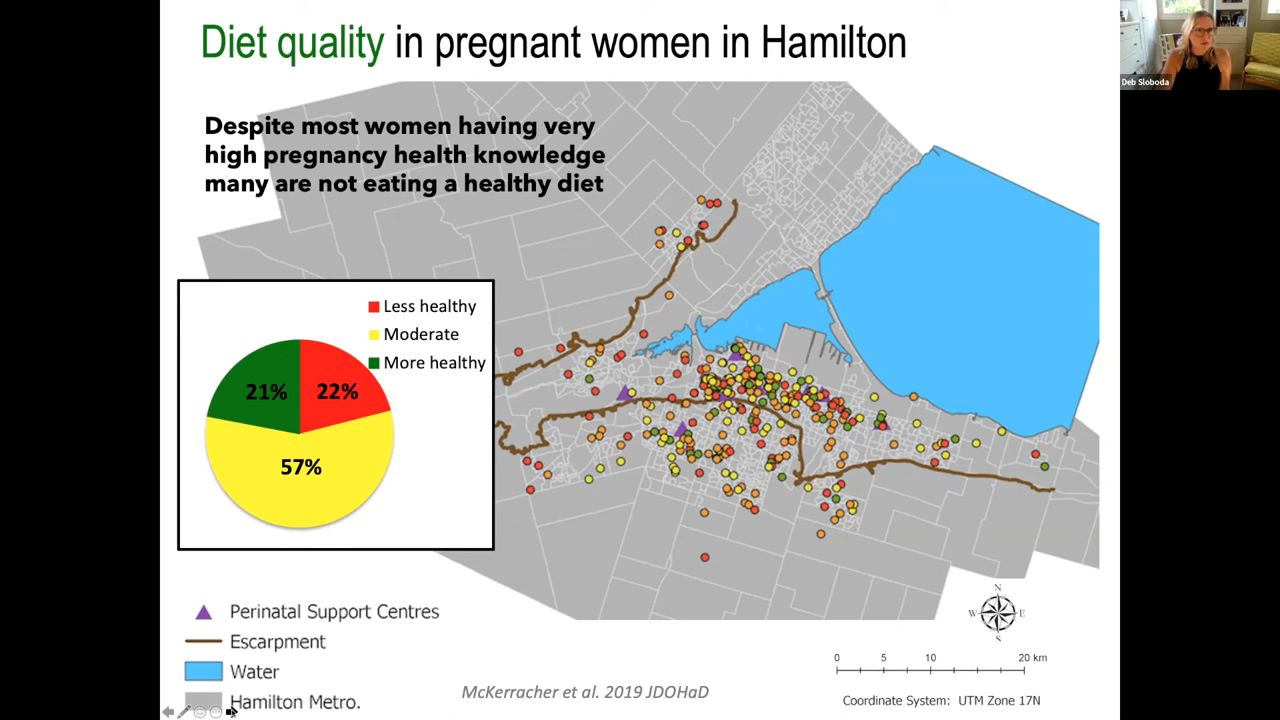 Diet quality in pregnant women in Hamilton
Deb Sloboda
Despite most women having very
high pregnancy health knowledge
many are not eating a healthy diet
Less healthy
Moderate
More healthy
21%
22%
57%
Perinatal Support Centres
Escarpment
Water
Hamilton Metro.
McKerracher et al. 2019 JDOHaD
N
W
E
S
0 5 10 20 km
Coordinate System: UTM Zone 17N